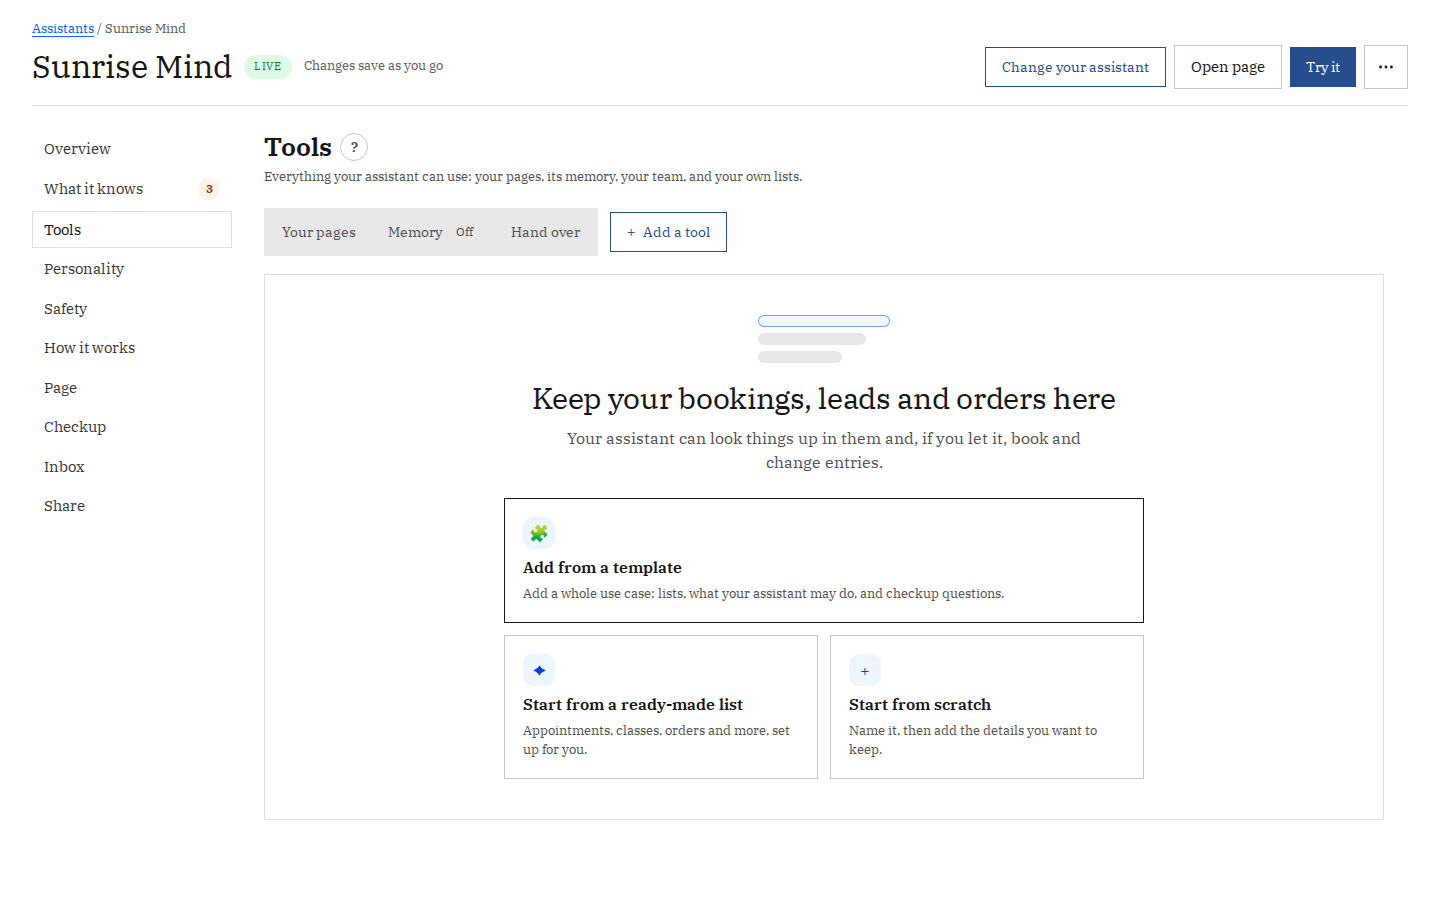 Assistants / Sunrise Mind
Sunrise Mind
LIVE
Changes save as you go
Change your assistant
Open page
Try it
Overview
What it knows
3
Tools
Personality
Safety
How it works
Page
Checkup
Inbox
Share
Tools
?
Everything your assistant can use: your pages, its memory, your team, and your own lists.
Your pages
Memory
Off
Hand over
+ Add a tool
Keep your bookings, leads and orders here
Your assistant can look things up in them and, if you let it, book and
change entries.
Add from a template
Add a whole use case: lists, what your assistant may do, and checkup questions.
Start from a ready-made list
Appointments, classes, orders and more, set
up for you.
+
Start from scratch
Name it, then add the details you want to
keep.